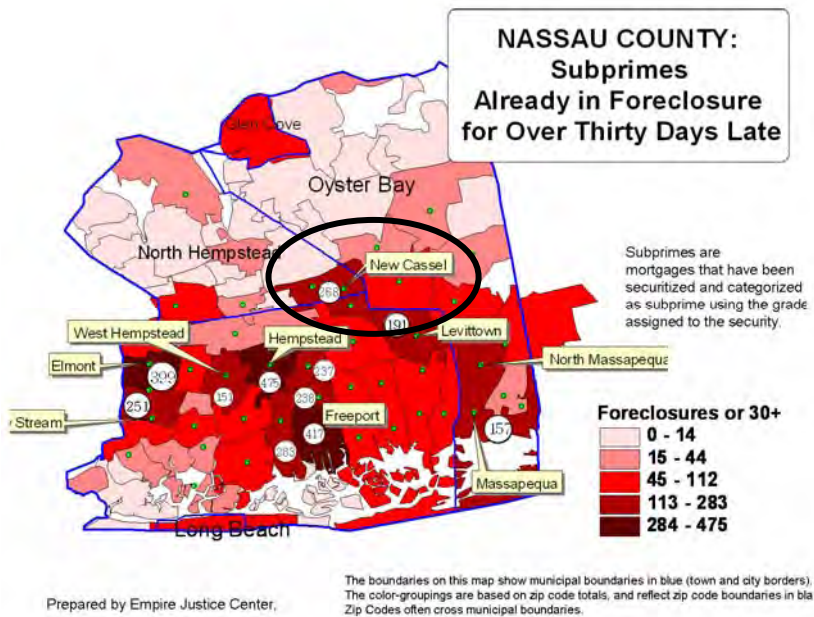 NASSAU COUNTY:
Subprimes
Already in Foreclosure
for Over Thirty Days Late
Glen Cove
Oyster Bay
North Hempstead
New Cassel
268
Subprimes are
mortgages that have been
securitized and categorized
as subprime using the grade
assigned to the security.
191
West Hempstead
Hempstead
Levittown
North Massapequa
Elmont
399
475
237
151
238
251
Freeport
y Stream
417
157
283
Massapequa
Long Beach
Foreclosures or 30+
0 - 14
15 - 44
45 - 112
113 - 283
284 - 475
Prepared by Empire Justice Center,
The boundaries on this map show municipal boundaries in blue (town and city borders).
The color-groupings are based on zip code totals, and reflect zip code boundaries in bla
Zip Codes often cross municipal boundaries.